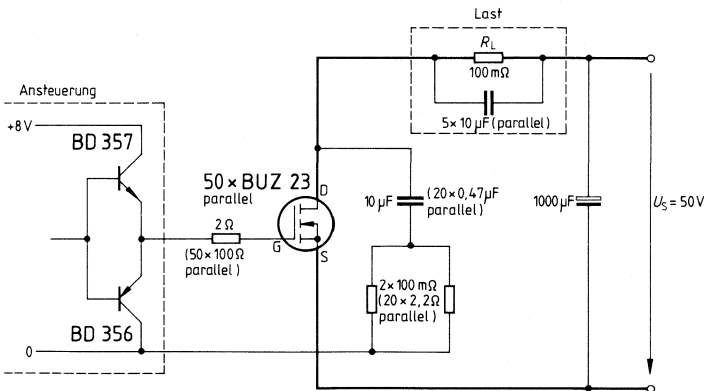 Last
R_L
100 mΩ
5 × 10 µF (parallel)
Ansteuerung
+8V
BD 357
50 × BUZ 23
parallel
D
2 Ω
G
S
(50 × 100 Ω
parallel)
10 µF
(20 × 0,47 µF
parallel)
1000 µF
U_S = 50 V
2 × 100 mΩ
(20 × 2,2 Ω
parallel)
BD 356
0